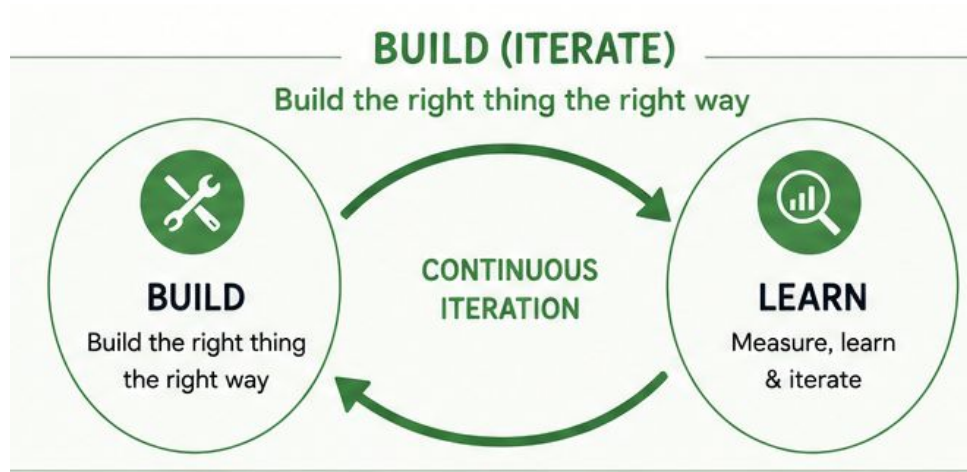 BUILD (ITERATE)
Build the right thing the right way
BUILD
Build the right thing
the right way
CONTINUOUS
ITERATION
LEARN
Measure, learn
& iterate